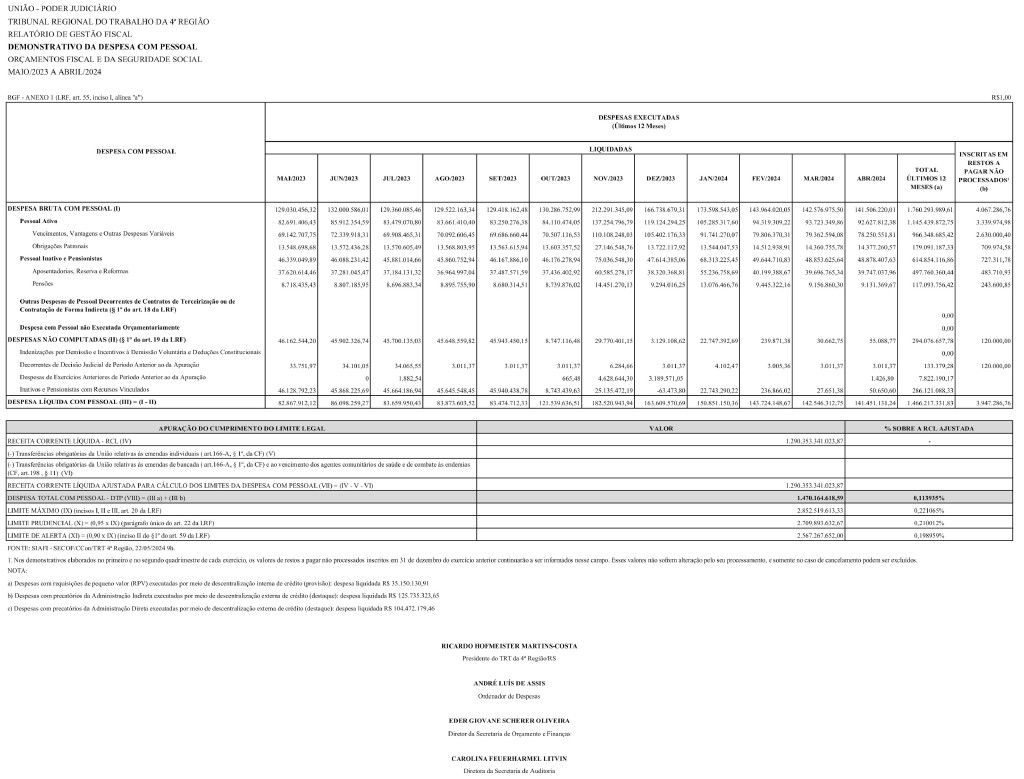 UNIÃO - PODER JUDICIÁRIO
TRIBUNAL REGIONAL DO TRABALHO DA 4ª REGIÃO
RELATÓRIO DE GESTÃO FISCAL
DEMONSTRATIVO DA DESPESA COM PESSOAL
ORÇAMENTOS FISCAL E DA SEGURIDADE SOCIAL
MAIO/2023 A ABRIL/2024
RGF - ANEXO 1 (LRF, art. 55, inciso I, alínea "a") R$1,00
DESPESA COM PESSOAL
DESPESAS EXECUTADAS
(Últimos 12 Meses)
LIQUIDADAS
INSCRITAS EM RESTOS A PAGAR NÃO PROCESSADOS¹ (b)
MAI/2023 JUN/2023 JUL/2023 AGO/2023 SET/2023 OUT/2023 NOV/2023 DEZ/2023 JAN/2024 FEV/2024 MAR/2024 ABR/2024 TOTAL ÚLTIMOS 12 MESES (a)
DESPESA BRUTA COM PESSOAL (I) 129.030.456,32 132.000.586,01 129.360.085,46 129.522.163,34 129.418.162,48 130.286.752,99 212.291.345,09 166.738.679,31 173.598.543,05 143.964.020,05 142.576.975,50 141.506.220,01 1.760.293.989,61 4.067.286,76
Pessoal Ativo 82.691.406,43 85.912.354,59 83.479.070,80 83.661.410,40 83.250.276,38 84.110.474,05 137.254.796,79 119.124.294,25 105.285.317,60 94.319.309,22 93.723.349,86 92.627.812,38 1.145.439.872,75 3.339.974,98
Vencimentos, Vantagens e Outras Despesas Variáveis 69.142.707,75 72.339.918,31 69.908.465,31 70.092.606,45 69.686.660,44 70.507.116,53 110.108.248,03 105.402.176,33 91.741.270,07 79.806.370,31 79.362.594,08 78.250.551,81 966.348.685,42 2.630.000,40
Obrigações Patronais 13.548.698,68 13.572.436,28 13.570.605,49 13.568.803,95 13.563.615,94 13.603.357,52 27.146.548,76 13.722.117,92 13.544.047,53 14.512.938,91 14.360.755,78 14.377.260,57 179.091.187,33 709.974,58
Pessoal Inativo e Pensionistas 46.339.049,89 46.088.231,42 45.881.014,66 45.860.752,94 46.167.886,10 46.176.278,94 75.036.548,30 47.614.385,06 68.313.225,45 49.644.710,83 48.853.625,64 48.878.407,63 614.854.116,86 727.311,78
Aposentadorias, Reserva e Reformas 37.620.614,46 37.281.045,47 37.184.131,32 36.964.997,04 37.487.571,59 37.436.402,92 60.585.278,17 38.320.368,81 55.236.758,69 40.199.388,67 39.696.765,34 39.747.037,96 497.760.360,44 483.710,93
Pensões 8.718.435,43 8.807.185,95 8.696.883,34 8.895.755,90 8.680.314,51 8.739.876,02 14.451.270,13 9.294.016,25 13.076.466,76 9.445.322,16 9.156.860,30 9.131.369,67 117.093.756,42 243.600,85
Outras Despesas de Pessoal Decorrentes de Contratos de Terceirização ou de
Contratação de Forma Indireta (§ 1º do art. 18 da LRF) 0,00
Despesa com Pessoal não Executada Orçamentariamente 0,00
DESPESAS NÃO COMPUTADAS (II) (§ 1º do art. 19 da LRF) 46.162.544,20 45.902.326,74 45.700.135,03 45.648.559,82 45.943.450,15 8.747.116,48 29.770.401,15 3.129.108,62 22.747.392,69 239.871,38 30.662,75 55.088,77 294.076.657,78 120.000,00
Indenizações por Demissão e Incentivos à Demissão Voluntária e Deduções Constitucionais 0,00
Decorrentes de Decisão Judicial de Período Anterior ao da Apuração 33.751,97 34.101,05 34.065,55 3.011,37 3.011,37 3.011,37 6.284,66 3.011,37 4.102,47 3.005,36 3.011,37 3.011,37 133.379,28 120.000,00
Despesas de Exercícios Anteriores de Período Anterior ao da Apuração 0 1.882,54 665,48 4.628.644,30 3.189.571,05 1.426,80 7.822.190,17
Inativos e Pensionistas com Recursos Vinculados 46.128.792,23 45.868.225,69 45.664.186,94 45.645.548,45 45.940.438,78 8.743.439,63 25.135.472,19 -63.473,80 22.743.290,22 236.866,02 27.651,38 50.650,60 286.121.088,33
DESPESA LÍQUIDA COM PESSOAL (III) = (I - II) 82.867.912,12 86.098.259,27 83.659.950,43 83.873.603,52 83.474.712,33 121.539.636,51 182.520.943,94 163.609.570,69 150.851.150,36 143.724.148,67 142.546.312,75 141.451.131,24 1.466.217.331,83 3.947.286,76
APURAÇÃO DO CUMPRIMENTO DO LIMITE LEGAL VALOR % SOBRE A RCL AJUSTADA
RECEITA CORRENTE LÍQUIDA - RCL (IV) 1.290.353.341.023,87 -
(-) Transferências obrigatórias da União relativas às emendas individuais ( art.166-A, § 1º, da CF) (V)
(-) Transferências obrigatórias da União relativas às emendas de bancada ( art.166-A, § 1º, da CF) e ao vencimento dos agentes comunitários de saúde e de combate às endemias
(CF, art.198 , § 11) (VI)
RECEITA CORRENTE LÍQUIDA AJUSTADA PARA CÁLCULO DOS LIMITES DA DESPESA COM PESSOAL (VII) = (IV - V - VI) 1.290.353.341.023,87
DESPESA TOTAL COM PESSOAL - DTP (VIII) = (III a) + (III b) 1.470.164.618,59 0,113935%
LIMITE MÁXIMO (IX) (incisos I, II e III, art. 20 da LRF) 2.852.519.613,33 0,221065%
LIMITE PRUDENCIAL (X) = (0,95 x IX) (parágrafo único do art. 22 da LRF) 2.709.893.632,67 0,210012%
LIMITE DE ALERTA (XI) = (0,90 x IX) (inciso II do §1º do art. 59 da LRF) 2.567.267.652,00 0,198959%
FONTE: SIAFI - SECOF/CCon/TRT 4ª Região, 22/05/2024 9h.
1. Nos demonstrativos elaborados no primeiro e no segundo quadrimestre de cada exercício, os valores de restos a pagar não processados inscritos em 31 de dezembro do exercício anterior continuarão a ser informados nesse campo. Esses valores não sofrem alteração pelo seu processamento, e somente no caso de cancelamento podem ser excluídos.
NOTA:
a) Despesas com requisições de pequeno valor (RPV) executadas por meio de descentralização interna de crédito (provisão): despesa liquidada R$ 35.150.130,91
b) Despesas com precatórios da Administração Indireta executadas por meio de descentralização externa de crédito (destaque): despesa liquidada R$ 125.735.323,65
c) Despesas com precatórios da Administração Direta executadas por meio de descentralização externa de crédito (destaque): despesa liquidada R$ 104.472.179,46
RICARDO HOFMEISTER MARTINS-COSTA
Presidente do TRT da 4ª Região/RS
ANDRÉ LUÍS DE ASSIS
Ordenador de Despesas
EDER GIOVANE SCHERER OLIVEIRA
Diretor da Secretaria de Orçamento e Finanças
CAROLINA FEUERHARMEL LITVIN
Diretora da Secretaria de Auditoria